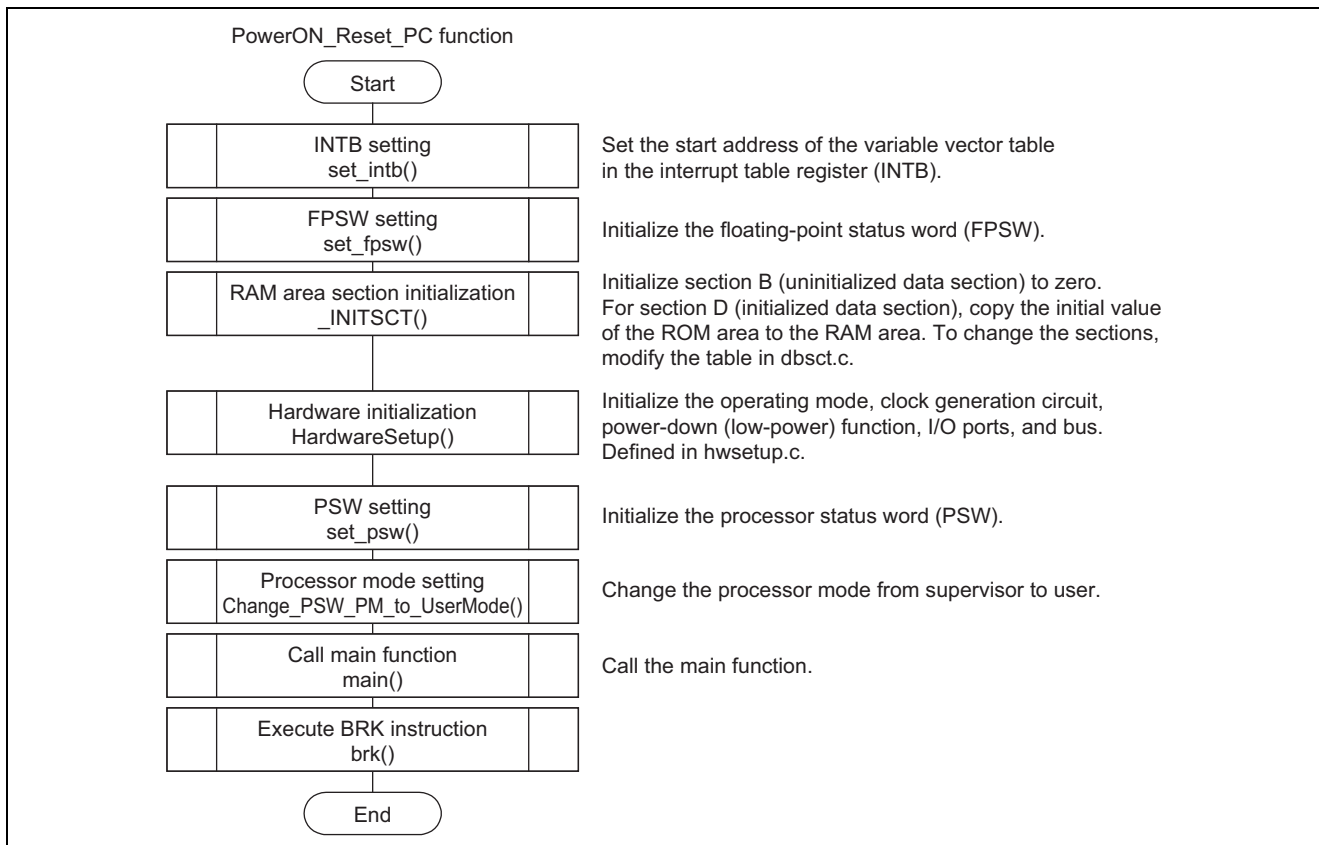 PowerON_Reset_PC function
Start
INTB setting
set_intb()
Set the start address of the variable vector table
in the interrupt table register (INTB).
FPSW setting
set_fpsw()
Initialize the floating-point status word (FPSW).
RAM area section initialization
_INITSCT()
Initialize section B (uninitialized data section) to zero.
For section D (initialized data section), copy the initial value
of the ROM area to the RAM area. To change the sections,
modify the table in dbsct.c.
Hardware initialization
HardwareSetup()
Initialize the operating mode, clock generation circuit,
power-down (low-power) function, I/O ports, and bus.
Defined in hwsetup.c.
PSW setting
set_psw()
Initialize the processor status word (PSW).
Processor mode setting
Change_PSW_PM_to_UserMode()
Change the processor mode from supervisor to user.
Call main function
main()
Call the main function.
Execute BRK instruction
brk()
End